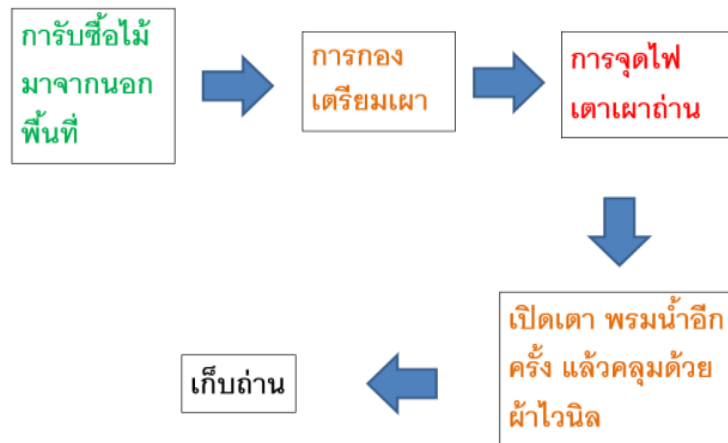 การับซื้อไม้
มาจากนอก
พื้นที่
การกอง
เตรียมเผา
การจุดไฟ
เตาเผาถ่าน
เปิดเตา พรมน้ำอีก
ครั้ง แล้วคลุมด้วย
ผ้าไวนิล
เก็บถ่าน